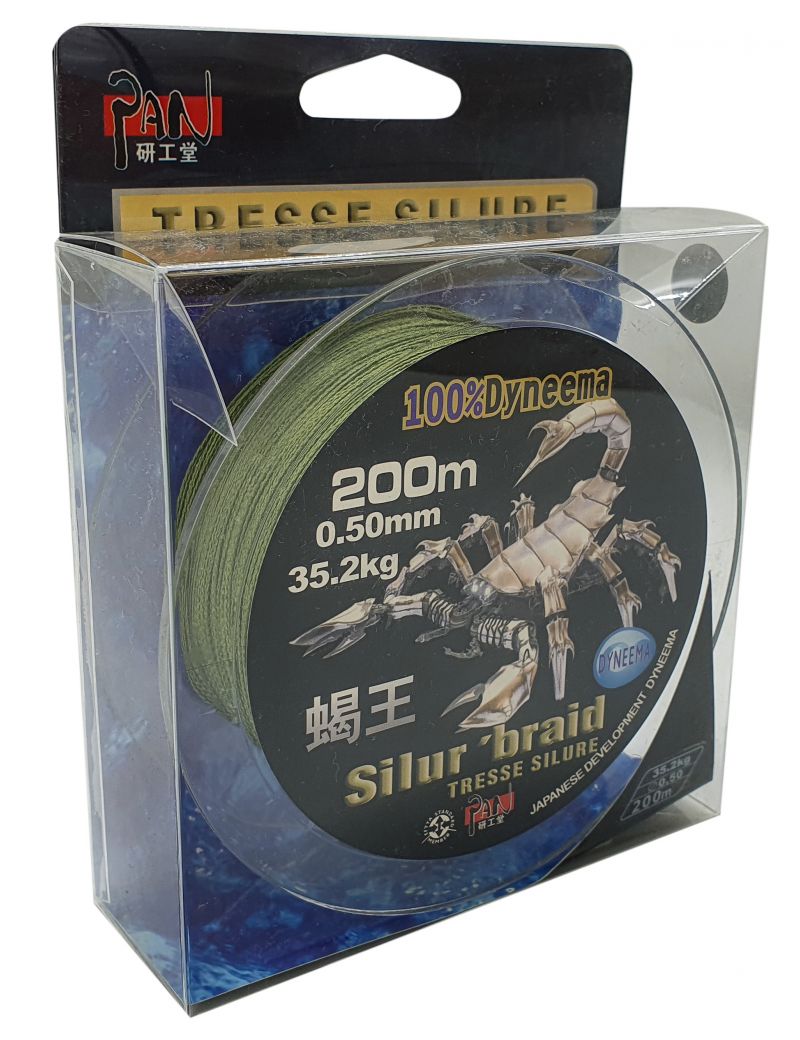 PAN
研工堂
TRESSE SILURE
100%Dyneema
200m
0.50mm
35.2kg
DYNEEMA
蝎王
Silur 'braid
TRESSE SILURE
JAPANESE DEVELOPMENT DYNEEMA
PAN
研工堂
35.2kg
0.50
200m